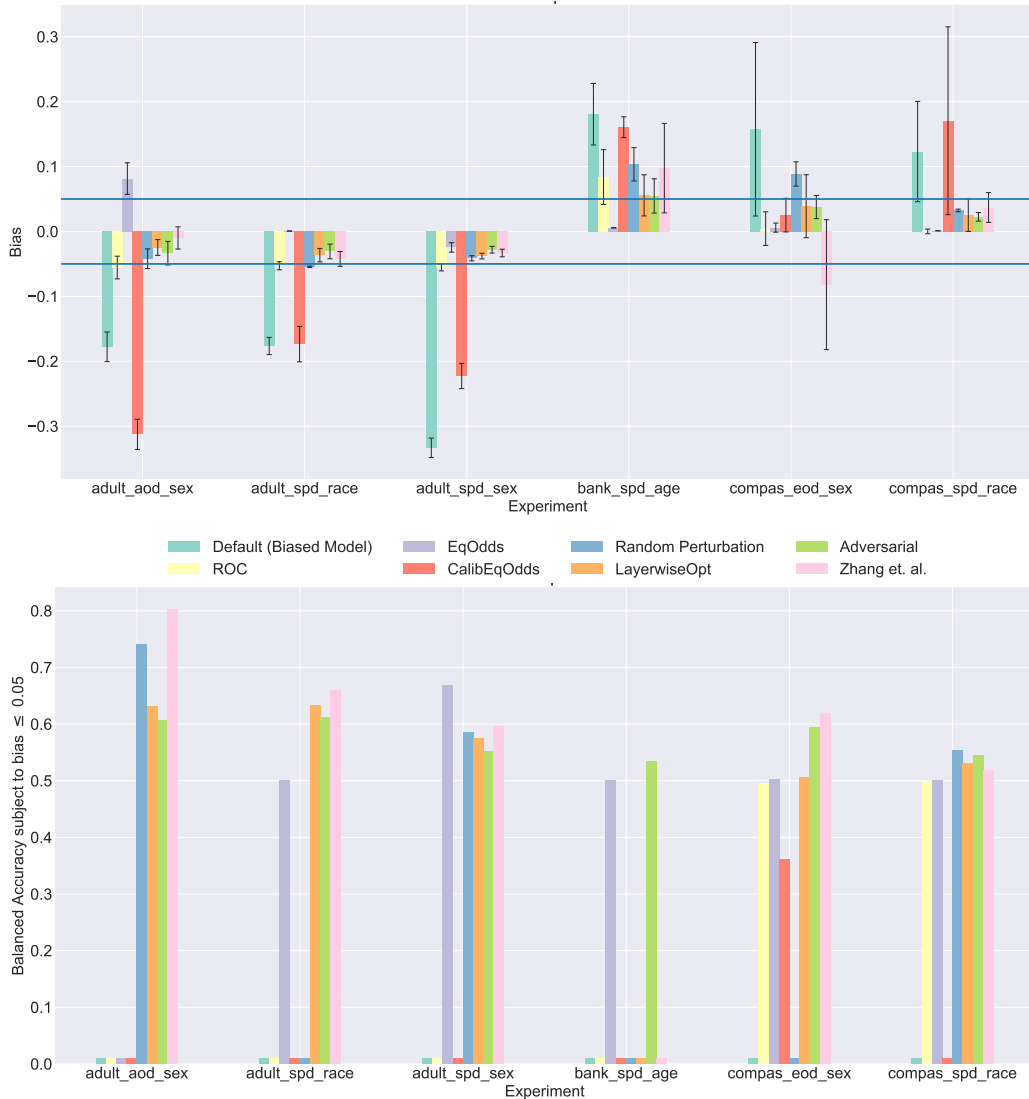 0.3
0.2
0.1
0.0
−0.1
−0.2
−0.3
Bias
adult_aod_sex adult_spd_race adult_spd_sex bank_spd_age compas_eod_sex compas_spd_race
Experiment
Default (Biased Model) EqOdds Random Perturbation Adversarial
ROC CalibEqOdds LayerwiseOpt Zhang et. al.
0.8
0.7
0.6
0.5
0.4
0.3
0.2
0.1
0.0
Balanced Accuracy subject to bias ≤ 0.05
adult_aod_sex adult_spd_race adult_spd_sex bank_spd_age compas_eod_sex compas_spd_race
Experiment